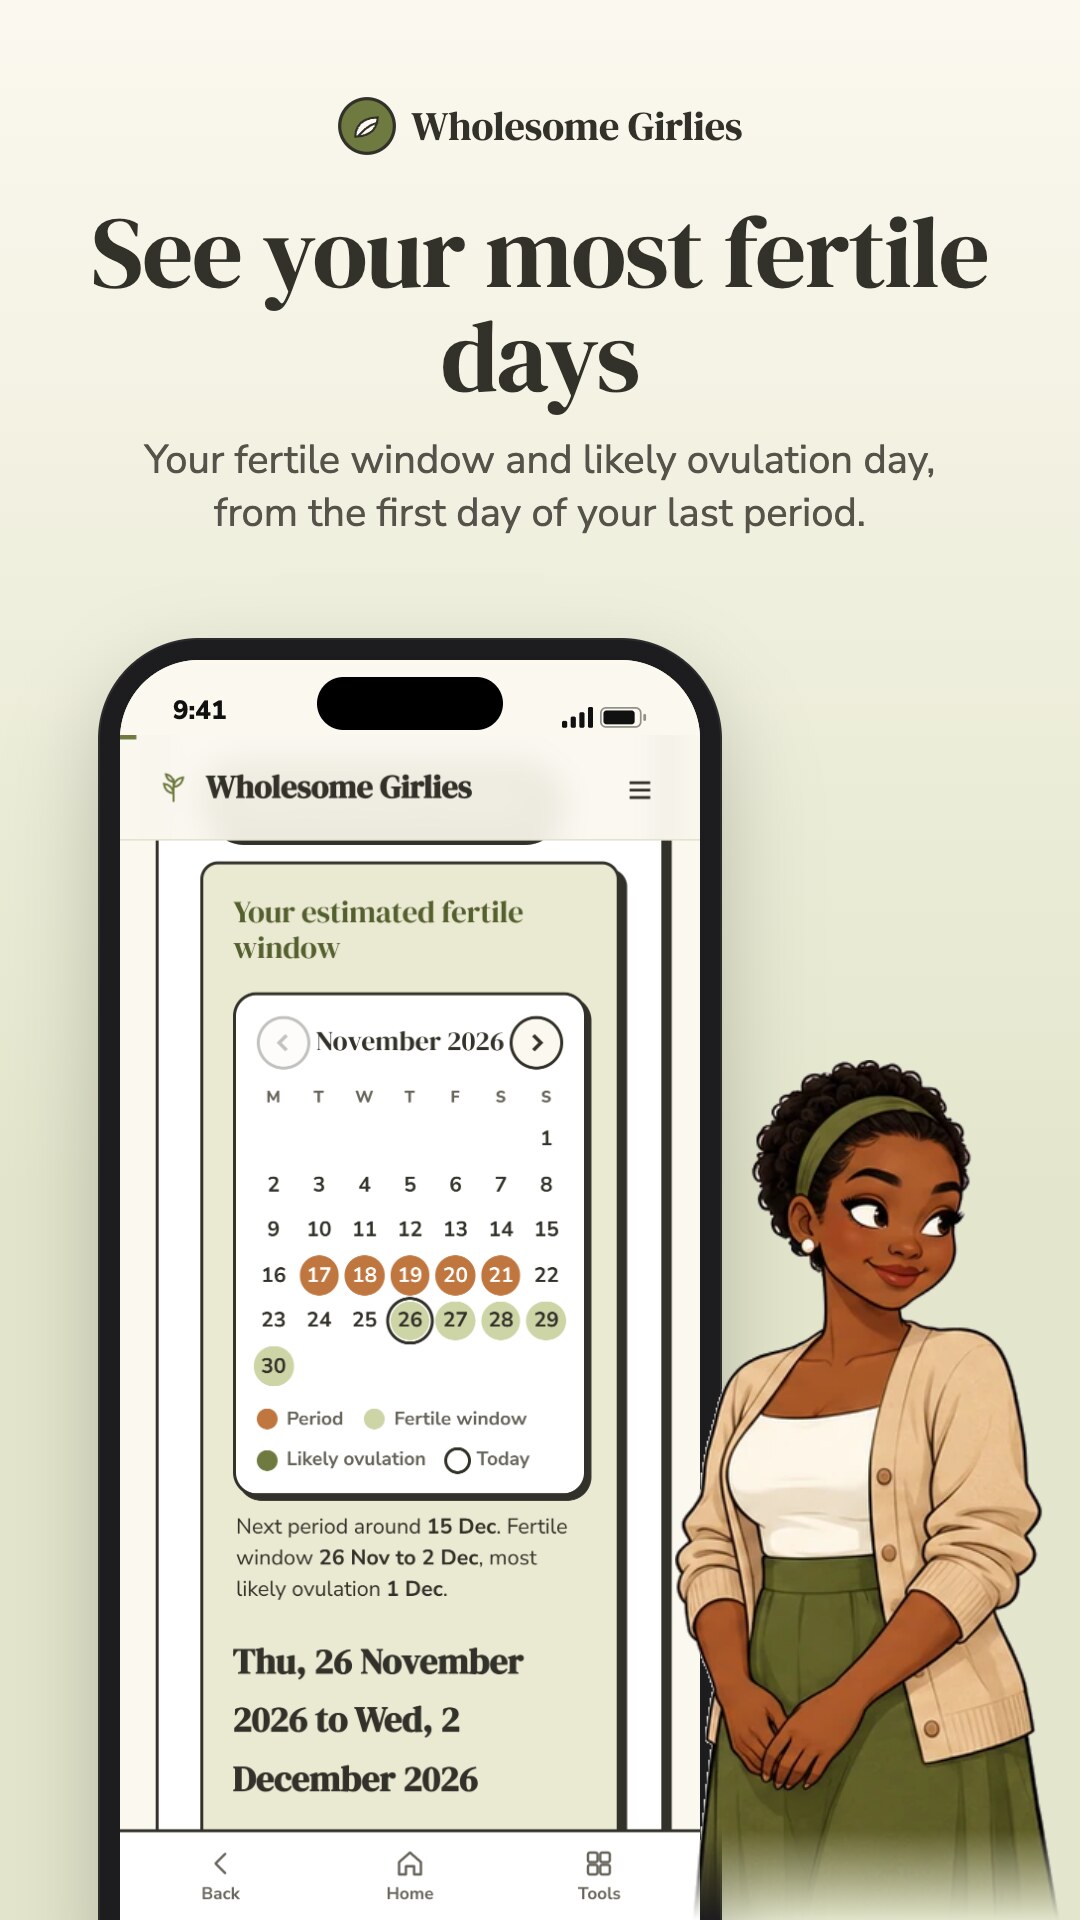 Wholesome Girlies
See your most fertile
days
Your fertile window and likely ovulation day,
from the first day of your last period.
9:41
Wholesome Girlies
Your estimated fertile
window
November 2026
M T W T F S S
1
2 3 4 5 6 7 8
9 10 11 12 13 14 15
16 17 18 19 20 21 22
23 24 25 26 27 28 29
30
Period Fertile window
Likely ovulation Today
Next period around 15 Dec. Fertile
window 26 Nov to 2 Dec, most
likely ovulation 1 Dec.
Thu, 26 November
2026 to Wed, 2
December 2026
Back Home Tools